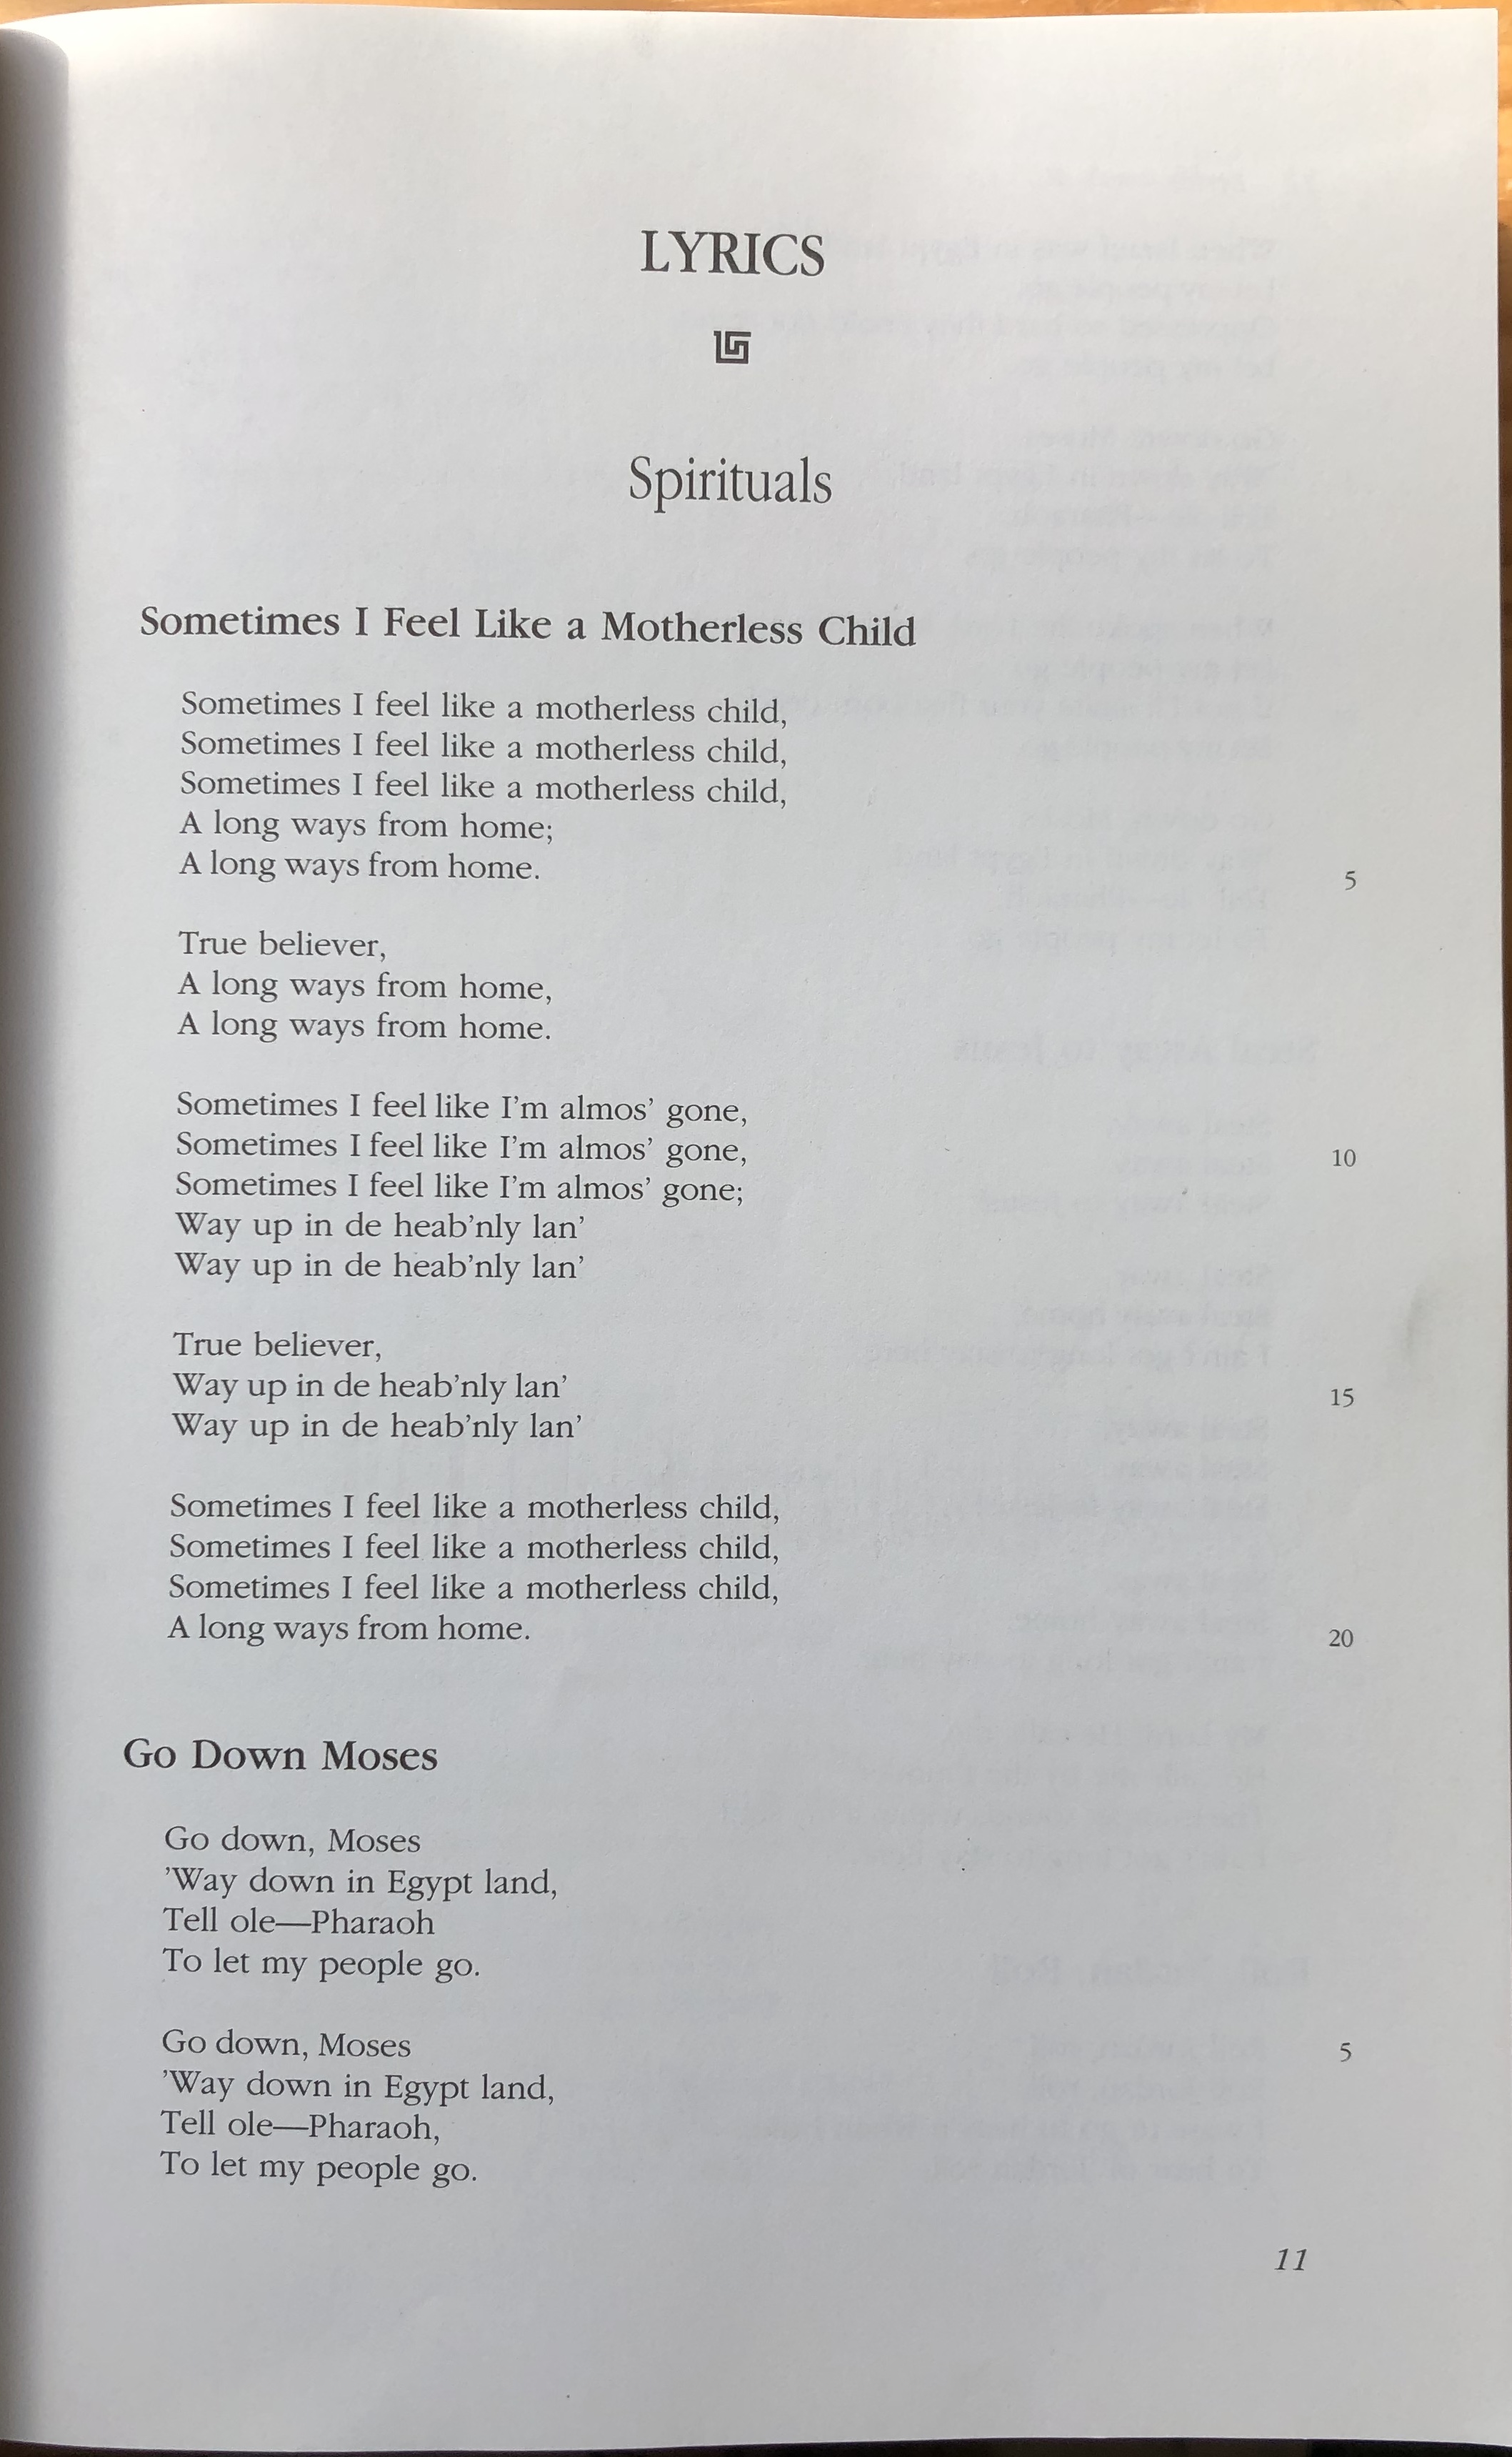 LYRICS
Spirituals
Sometimes I Feel Like a Motherless Child
Sometimes I feel like a motherless child,
Sometimes I feel like a motherless child,
Sometimes I feel like a motherless child,
A long ways from home;
A long ways from home. 5
True believer,
A long ways from home,
A long ways from home.
Sometimes I feel like I'm almos' gone,
Sometimes I feel like I'm almos' gone, 10
Sometimes I feel like I'm almos' gone;
Way up in de heab'nly lan'
Way up in de heab'nly lan'
True believer,
Way up in de heab'nly lan' 15
Way up in de heab'nly lan'
Sometimes I feel like a motherless child,
Sometimes I feel like a motherless child,
Sometimes I feel like a motherless child,
A long ways from home. 20
Go Down Moses
Go down, Moses
'Way down in Egypt land,
Tell ole—Pharaoh
To let my people go.
Go down, Moses 5
'Way down in Egypt land,
Tell ole—Pharaoh,
To let my people go.
11